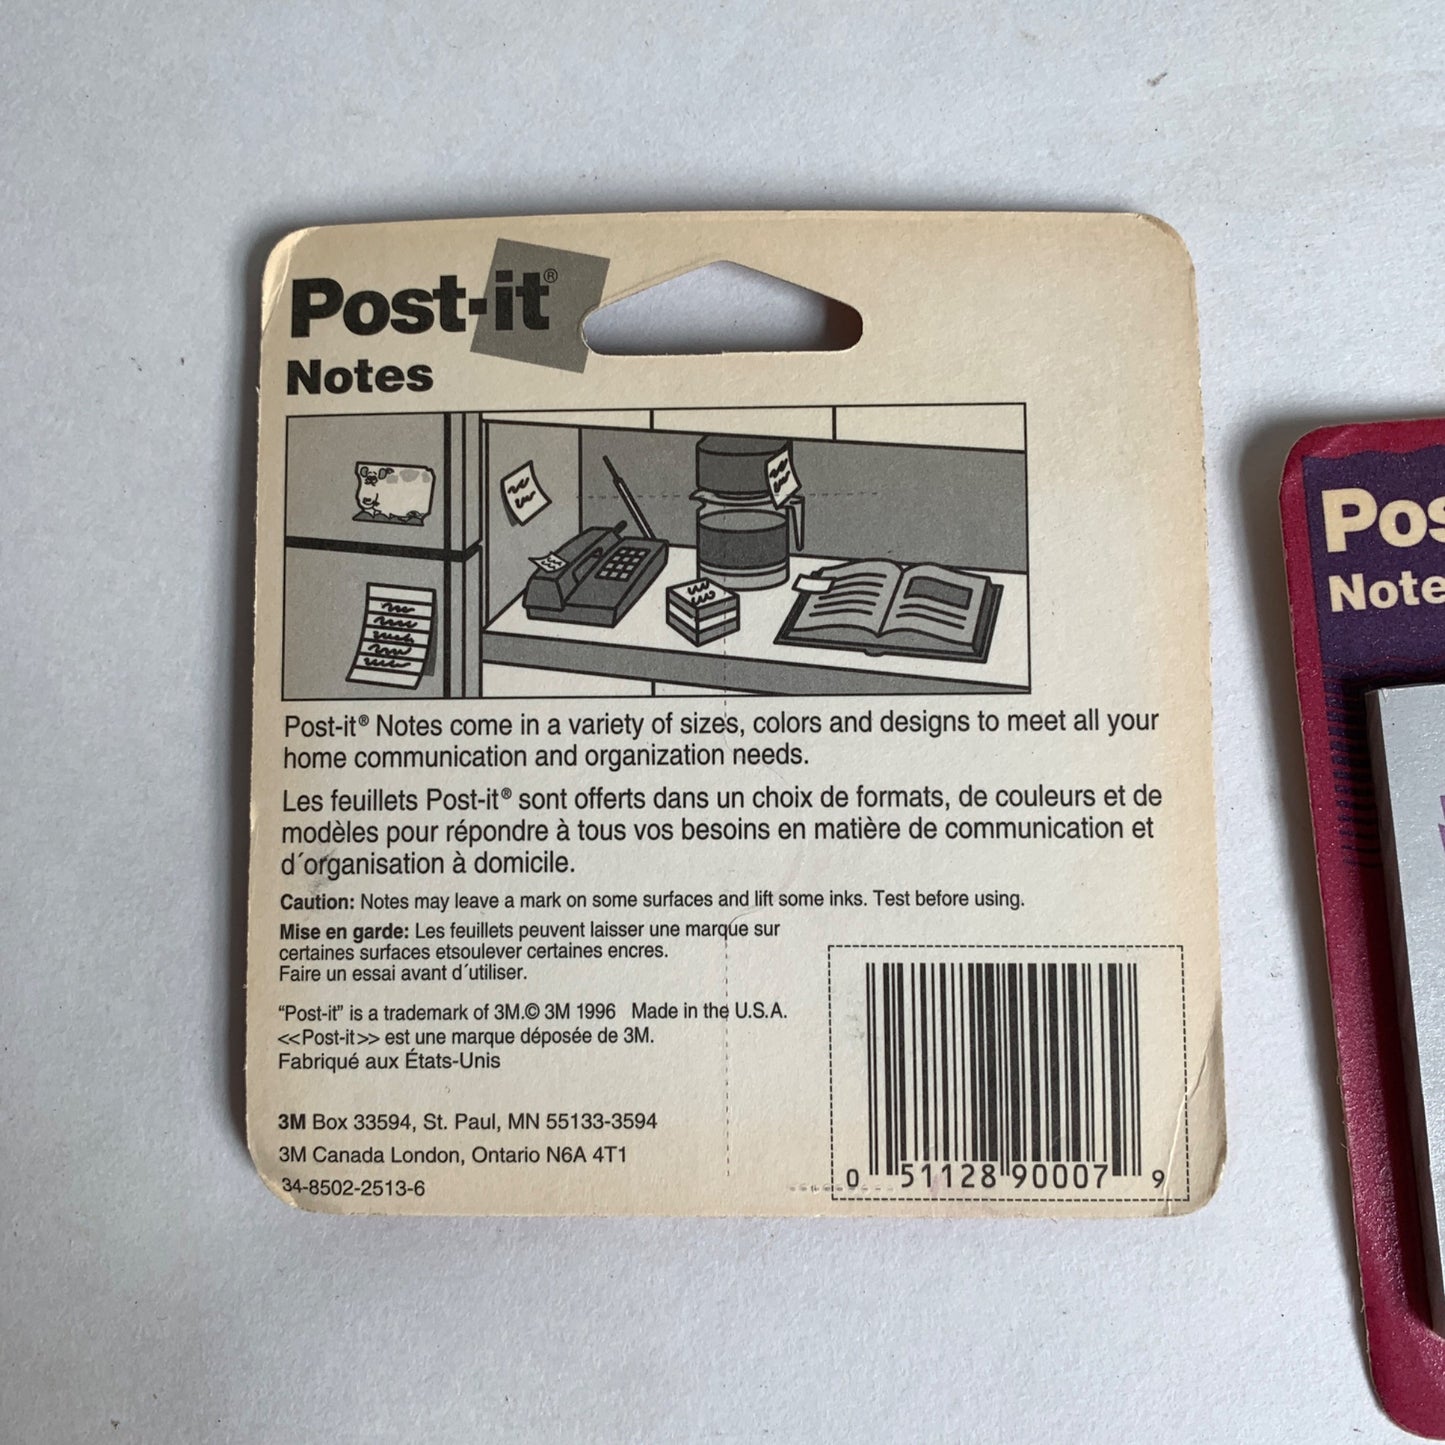 Post-it®
Notes
Post-it® Notes come in a variety of sizes, colors and designs to meet all your
home communication and organization needs.
Les feuillets Post-it® sont offerts dans un choix de formats, de couleurs et de
modèles pour répondre à tous vos besoins en matière de communication et
d´organisation à domicile.
Caution: Notes may leave a mark on some surfaces and lift some inks. Test before using.
Mise en garde: Les feuillets peuvent laisser une marque sur
certaines surfaces etsoulever certaines encres.
Faire un essai avant d´utiliser.
“Post-it” is a trademark of 3M.© 3M 1996 Made in the U.S.A.
<<Post-it>> est une marque déposée de 3M.
Fabriqué aux États-Unis
3M Box 33594, St. Paul, MN 55133-3594
3M Canada London, Ontario N6A 4T1
34-8502-2513-6
0 51128 90007 9
Pos
Note